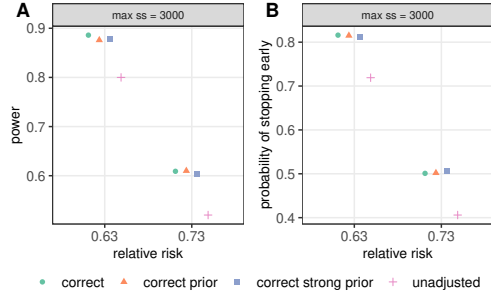 A
max ss = 3000
0.9
0.8
0.7
0.6
power
0.63
0.73
relative risk
B
max ss = 3000
0.8
0.7
0.6
0.5
0.4
probability of stopping early
0.63
0.73
relative risk
correct
correct prior
correct strong prior
unadjusted